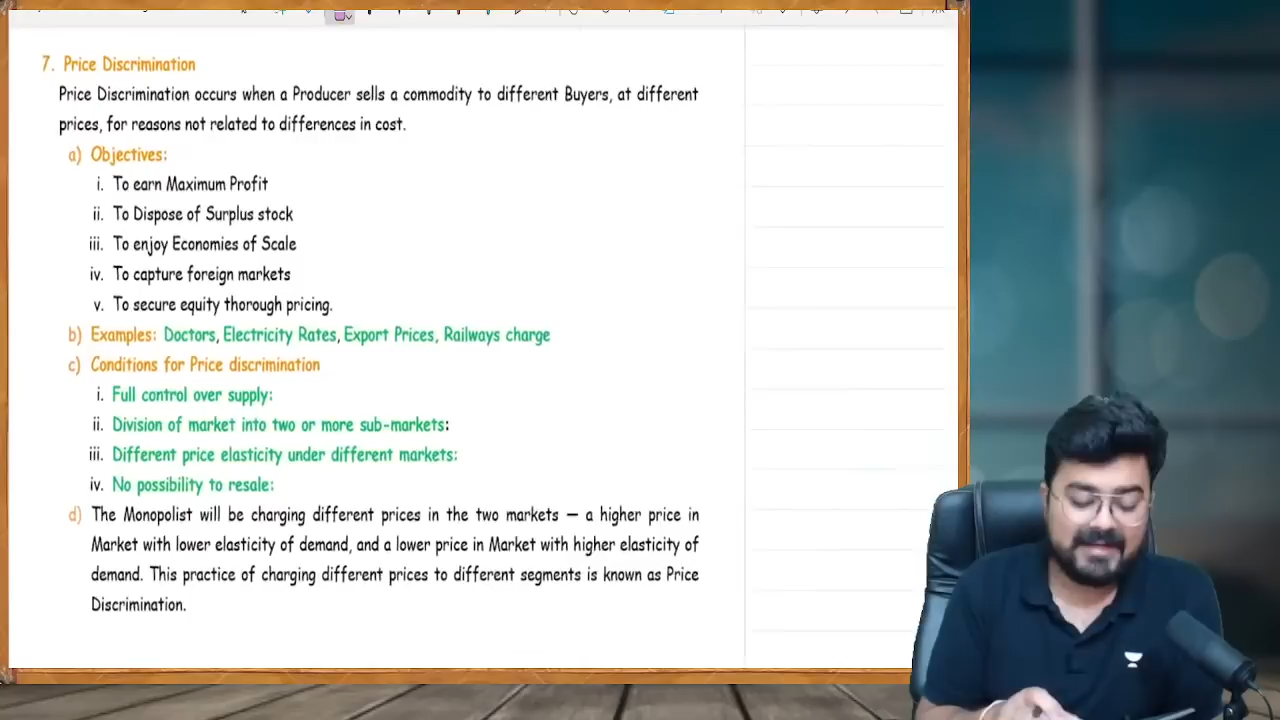 7. Price Discrimination
Price Discrimination occurs when a Producer sells a commodity to different Buyers, at different
prices, for reasons not related to differences in cost.
a) Objectives:
i. To earn Maximum Profit
ii. To Dispose of Surplus stock
iii. To enjoy Economies of Scale
iv. To capture foreign markets
v. To secure equity thorough pricing.
b) Examples: Doctors, Electricity Rates, Export Prices, Railways charge
c) Conditions for Price discrimination
i. Full control over supply:
ii. Division of market into two or more sub-markets:
iii. Different price elasticity under different markets:
iv. No possibility to resale:
d) The Monopolist will be charging different prices in the two markets – a higher price in
Market with lower elasticity of demand, and a lower price in Market with higher elasticity of
demand. This practice of charging different prices to different segments is known as Price
Discrimination.